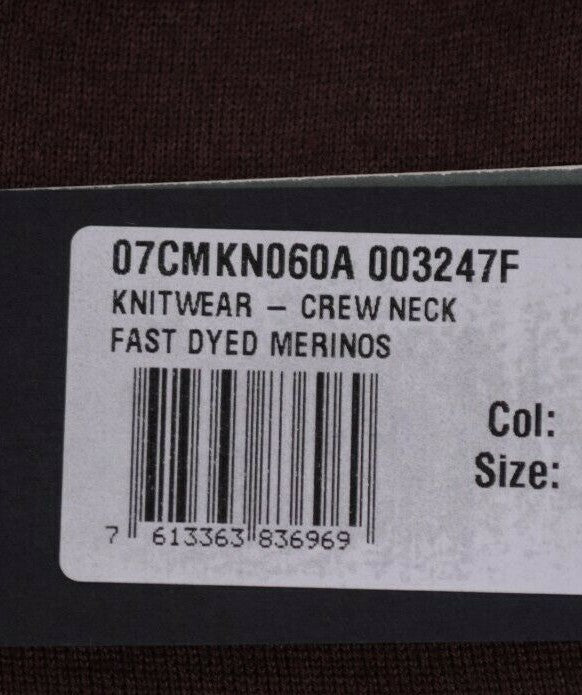 07CMKN060A 003247F
KNITWEAR – CREW NECK
FAST DYED MERINOS
Col:
Size:
7 613363 836969